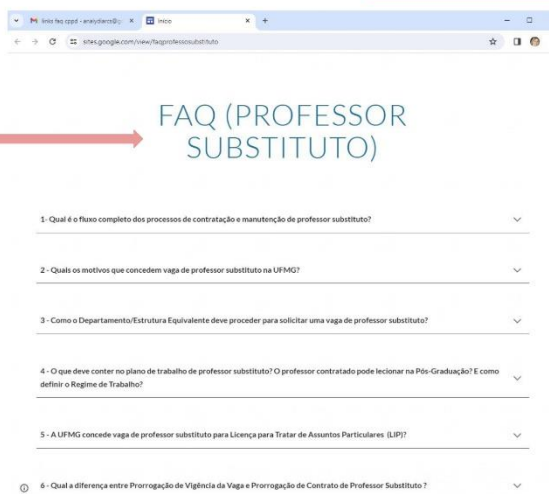 links faq cppd - analydiarcs@g
Início
sites.google.com/view/faqprofessosubstituto
FAQ (PROFESSOR
SUBSTITUTO)
1- Qual é o fluxo completo dos processos de contratação e manutenção de professor substituto?
2 - Quais os motivos que concedem vaga de professor substituto na UFMG?
3 - Como o Departamento/Estrutura Equivalente deve proceder para solicitar uma vaga de professor substituto?
4 - O que deve conter no plano de trabalho de professor substituto? O professor contratado pode lecionar na Pós-Graduação? E como
definir o Regime de Trabalho?
5 - A UFMG concede vaga de professor substituto para Licença para Tratar de Assuntos Particulares (LIP)?
6 - Qual a diferença entre Prorrogação de Vigência da Vaga e Prorrogação de Contrato de Professor Substituto ?